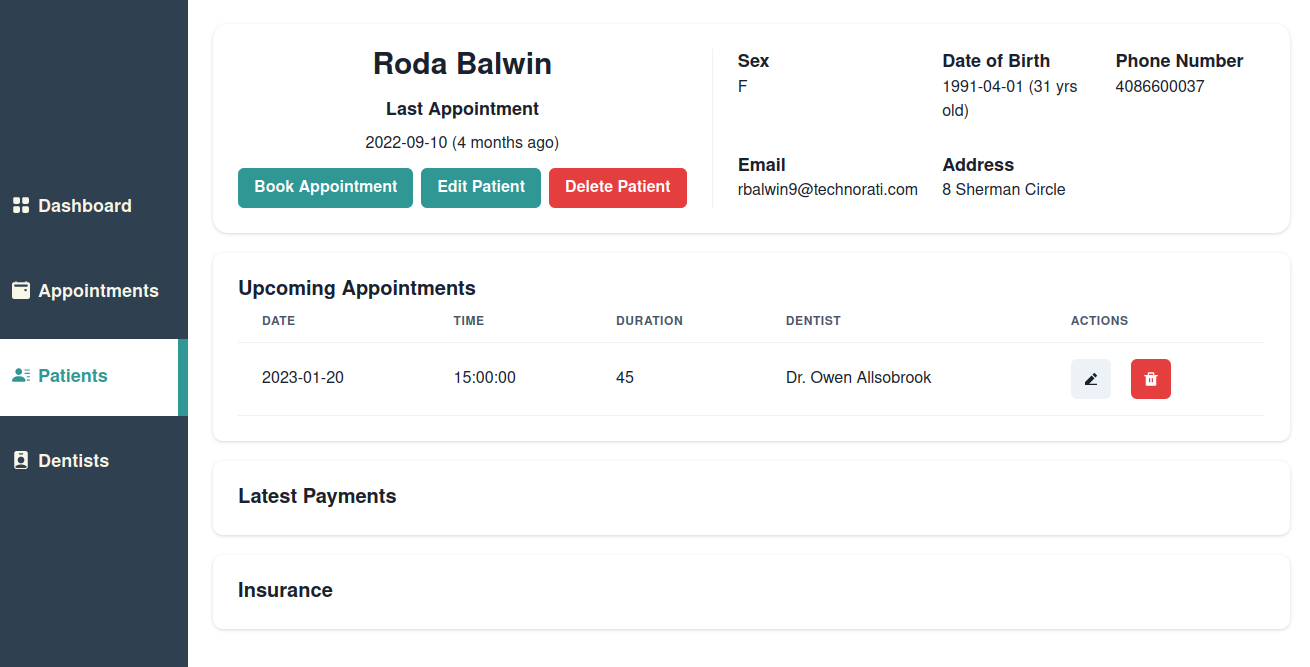 Dashboard
Appointments
Patients
Dentists
Roda Balwin
Last Appointment
2022-09-10 (4 months ago)
Book Appointment
Edit Patient
Delete Patient
Sex
F
Date of Birth
1991-04-01 (31 yrs
old)
Phone Number
4086600037
Email
rbalwin9@technorati.com
Address
8 Sherman Circle
Upcoming Appointments
DATE TIME DURATION DENTIST ACTIONS
2023-01-20 15:00:00 45 Dr. Owen Allsobrook
Latest Payments
Insurance